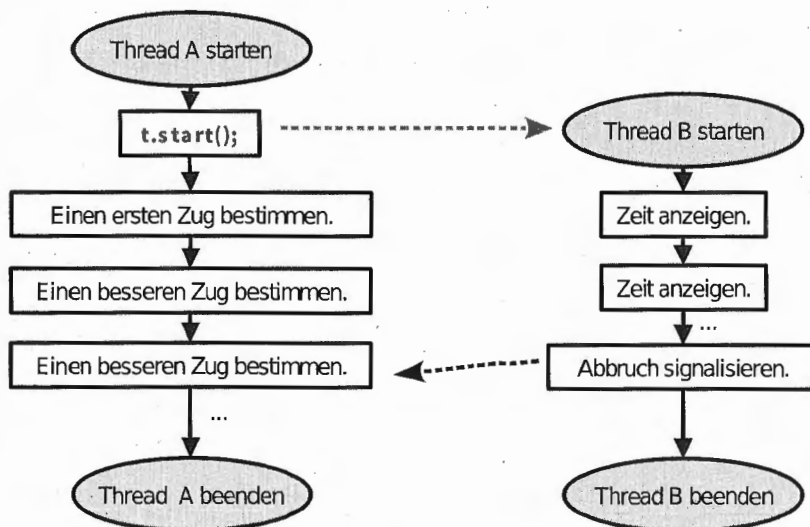 Thread A starten
t.start();
Thread B starten
Einen ersten Zug bestimmen.
Zeit anzeigen.
Einen besseren Zug bestimmen.
Zeit anzeigen.
...
Einen besseren Zug bestimmen.
Abbruch signalisieren.
...
Thread A beenden
Thread B beenden